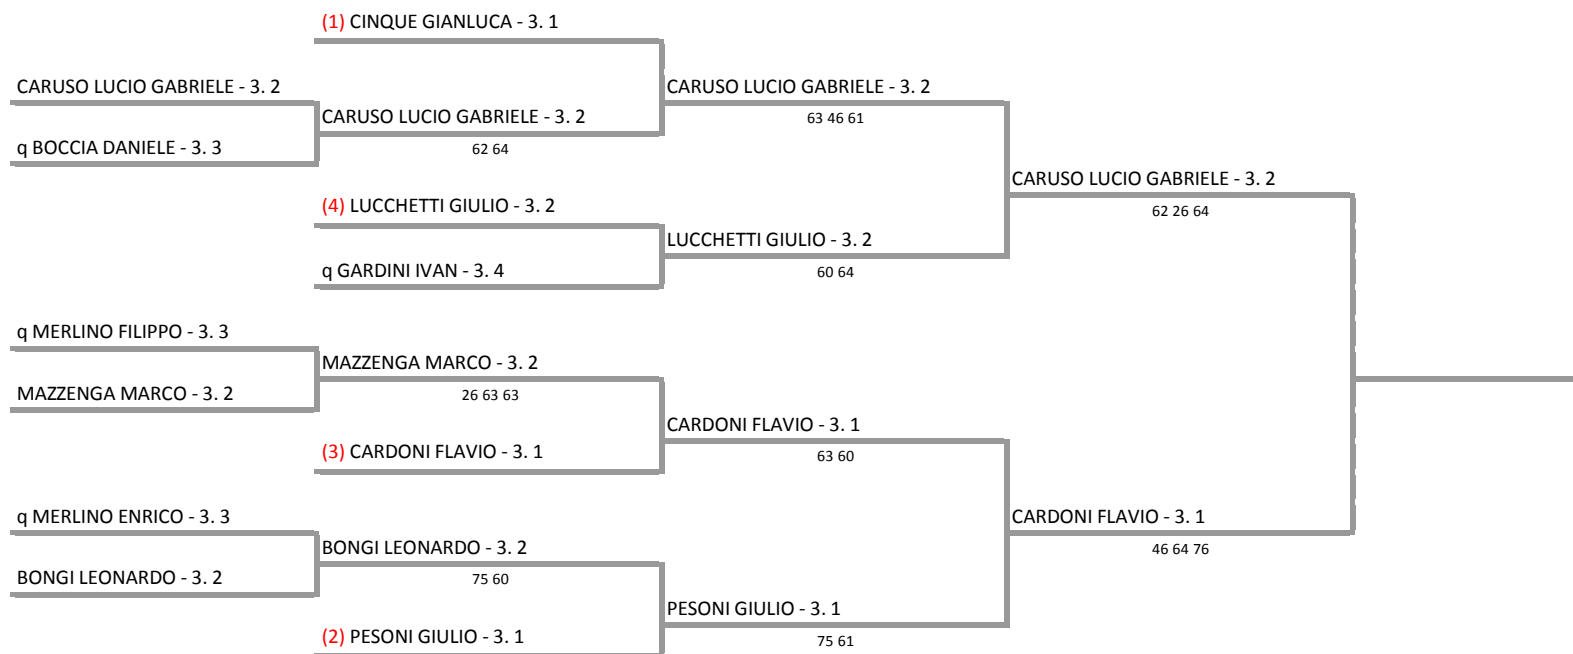 (1) CINQUE GIANLUCA - 3. 1
CARUSO LUCIO GABRIELE - 3. 2
CARUSO LUCIO GABRIELE - 3. 2
CARUSO LUCIO GABRIELE - 3. 2
63 46 61
q BOCCIA DANIELE - 3. 3
62 64
CARUSO LUCIO GABRIELE - 3. 2
62 26 64
(4) LUCCHETTI GIULIO - 3. 2
LUCCHETTI GIULIO - 3. 2
60 64
q GARDINI IVAN - 3. 4
q MERLINO FILIPPO - 3. 3
MAZZENGA MARCO - 3. 2
26 63 63
MAZZENGA MARCO - 3. 2
CARDONI FLAVIO - 3. 1
63 60
(3) CARDONI FLAVIO - 3. 1
q MERLINO ENRICO - 3. 3
CARDONI FLAVIO - 3. 1
46 64 76
BONGI LEONARDO - 3. 2
75 60
BONGI LEONARDO - 3. 2
PESONI GIULIO - 3. 1
75 61
(2) PESONI GIULIO - 3. 1